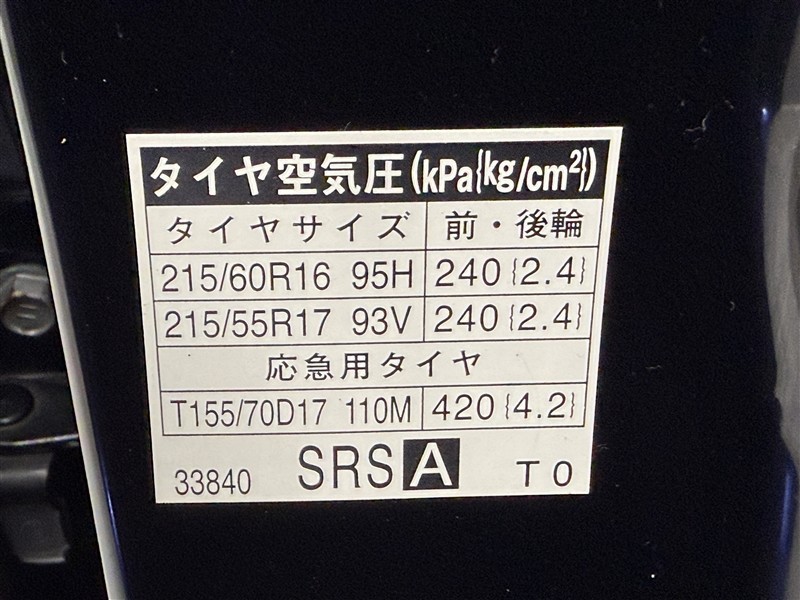 タイヤ空気圧(kPa{kg/cm²})
タイヤサイズ 前・後輪
215/60R16 95H 240{2.4}
215/55R17 93V 240{2.4}
応急用タイヤ
T155/70D17 110M 420{4.2}
33840 SRS A T0